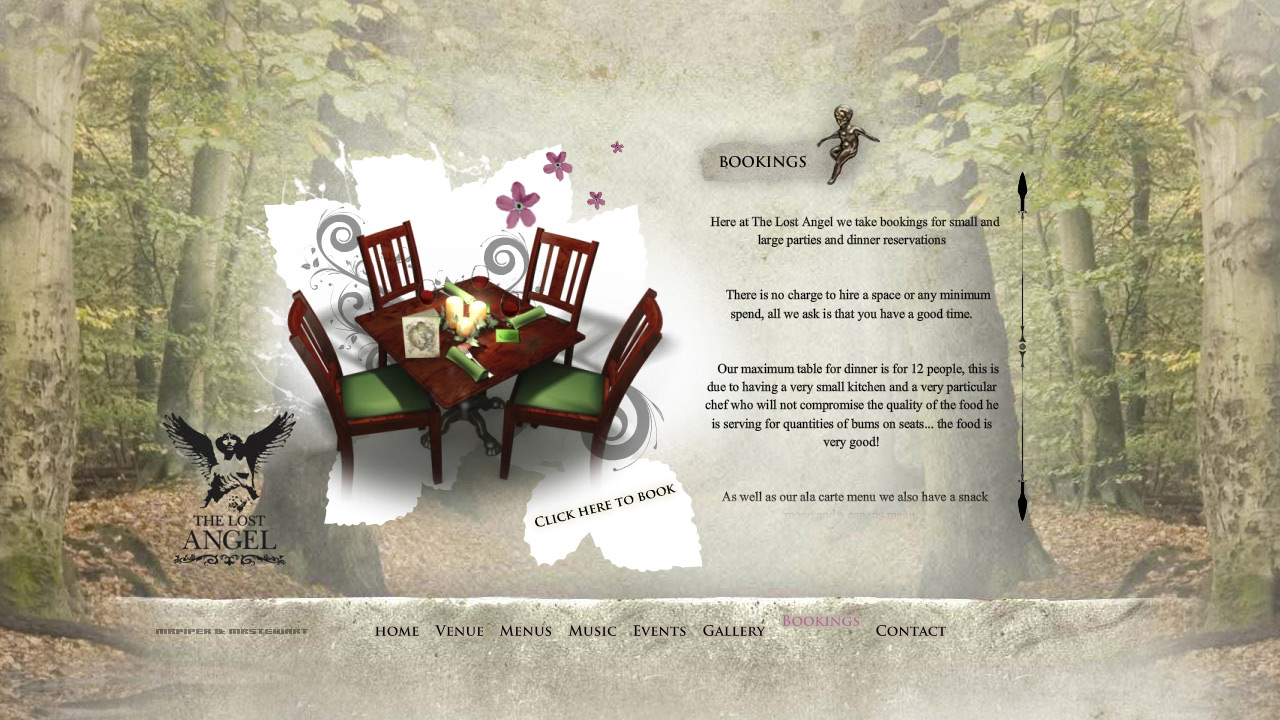 BOOKINGS
Here at The Lost Angel we take bookings for small and
large parties and dinner reservations
There is no charge to hire a space or any minimum
spend, all we ask is that you have a good time.
Our maximum table for dinner is for 12 people, this is
due to having a very small kitchen and a very particular
chef who will not compromise the quality of the food he
is serving for quantities of bums on seats... the food is
very good!
As well as our ala carte menu we also have a snack
Click here to book
THE LOST
ANGEL
MRPIPER & MRSTEWART
HOME Venue Menus Music Events Gallery Bookings Contact